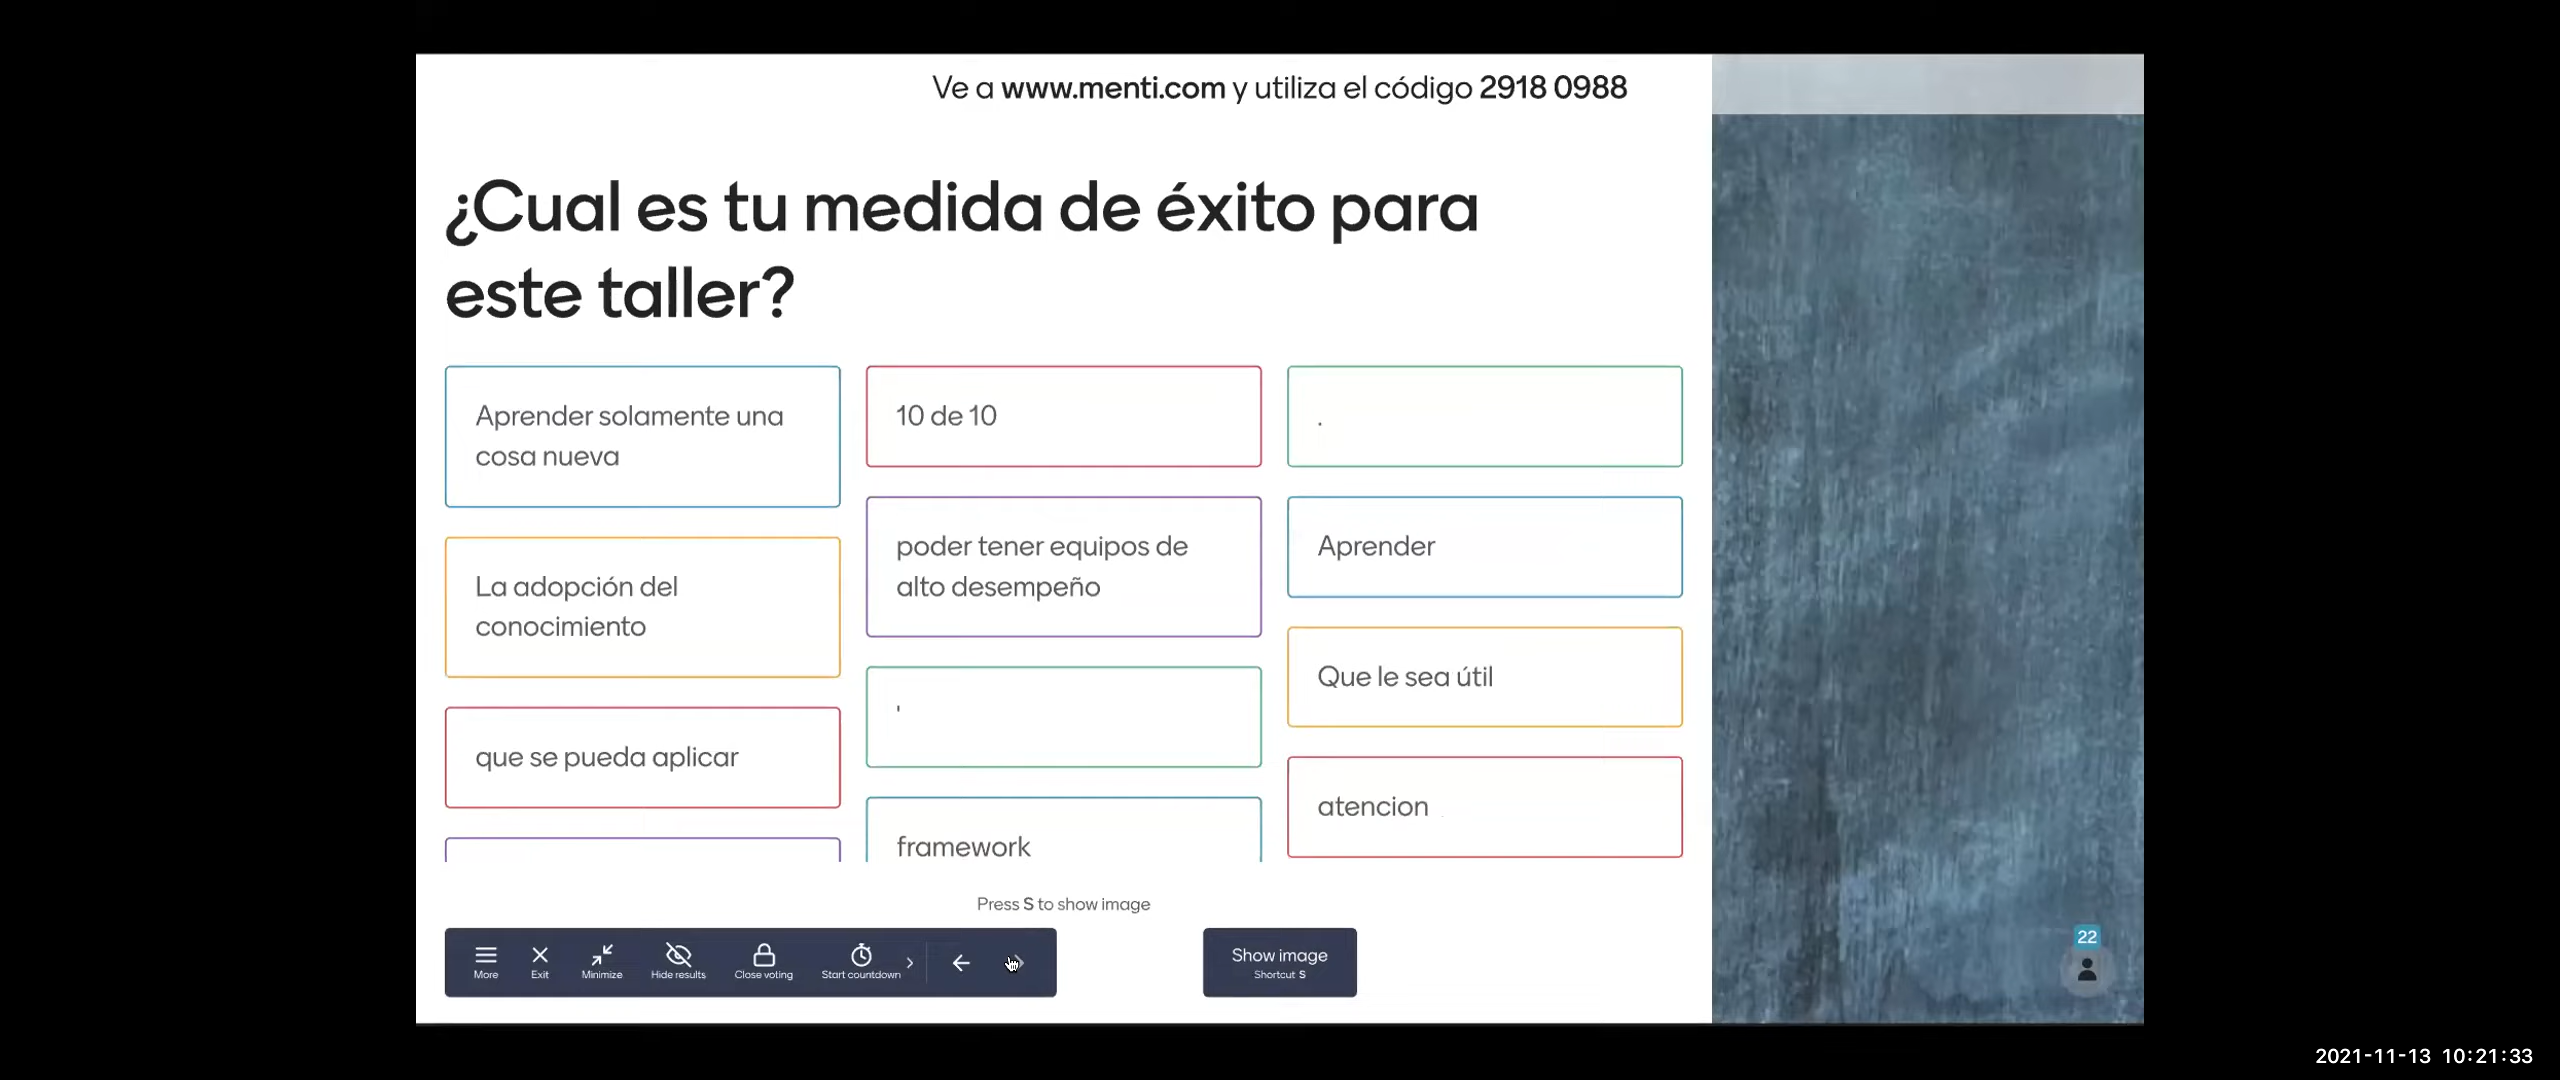 Ve a www.menti.com y utiliza el código 2918 0988
¿Cual es tu medida de éxito para
este taller?
Aprender solamente una
cosa nueva
La adopción del
conocimiento
que se pueda aplicar
10 de 10
poder tener equipos de
alto desempeño
'
framework
.
Aprender
Que le sea útil
atencion
Press S to show image
More
Exit
Minimize
Hide results
Close voting
Start countdown
Show image
Shortcut S
22
2021-11-13 10:21:33